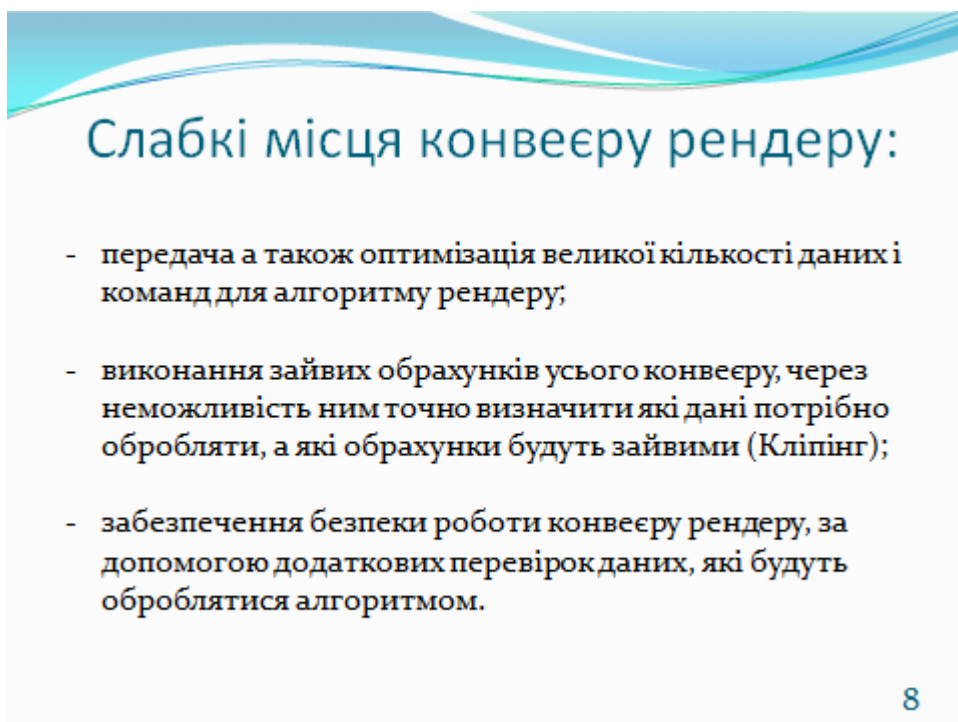 Слабкі місця конвеєру рендеру:
- передача а також оптимізація великої кількості даних і
команд для алгоритму рендеру;
- виконання зайвих обрахунків усього конвеєру, через
неможливість ним точно визначити які дані потрібно
обробляти, а які обрахунки будуть зайвими (Кліпінг);
- забезпечення безпеки роботи конвеєру рендеру, за
допомогою додаткових перевірок даних, які будуть
оброблятися алгоритмом.
8